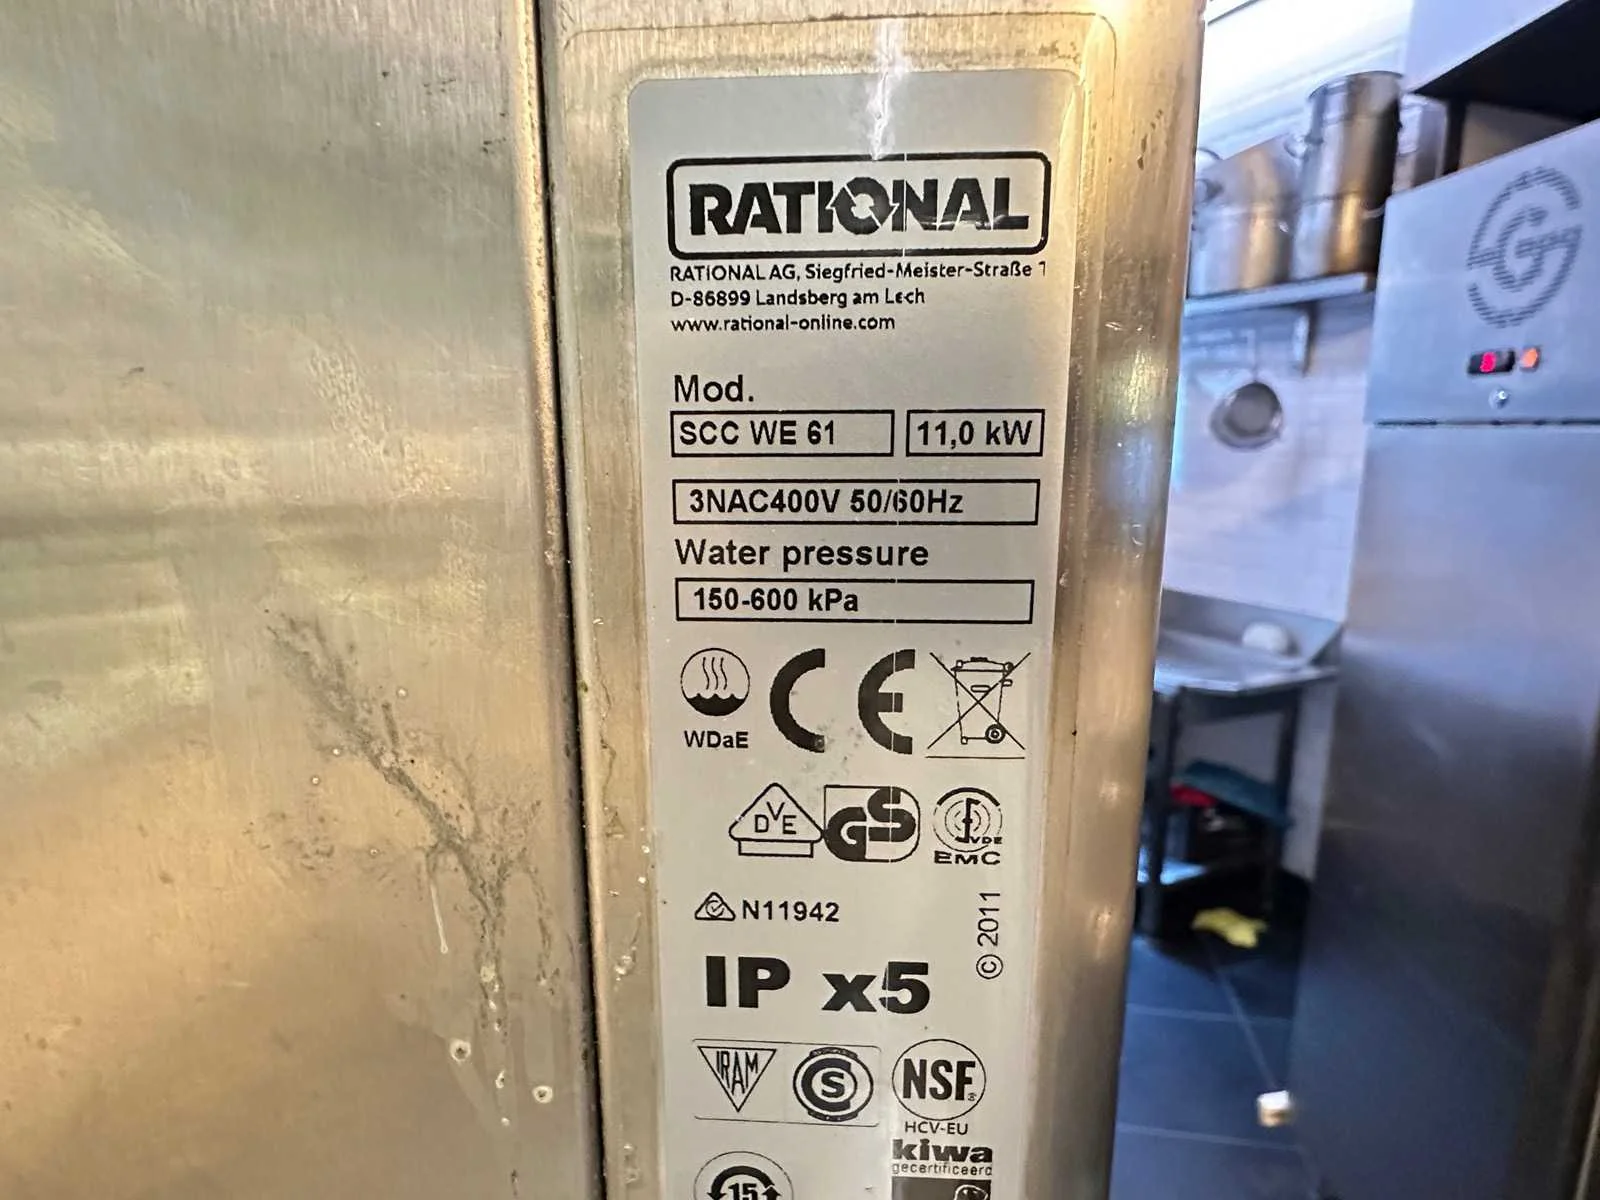 RATIONAL
RATIONAL AG, Siegfried-Meister-Straße 1
D-86899 Landsberg am Lech
www.rational-online.com
Mod.
SCC WE 61
11,0 kW
3NAC400V 50/60Hz
Water pressure
150-600 kPa
WDaE
CE
DVE
GS
VDE
EMC
N11942
© 2011
IP x5
IRAM
S
NSF
HCV-EU
kiwa
gecertificeerd
15
G